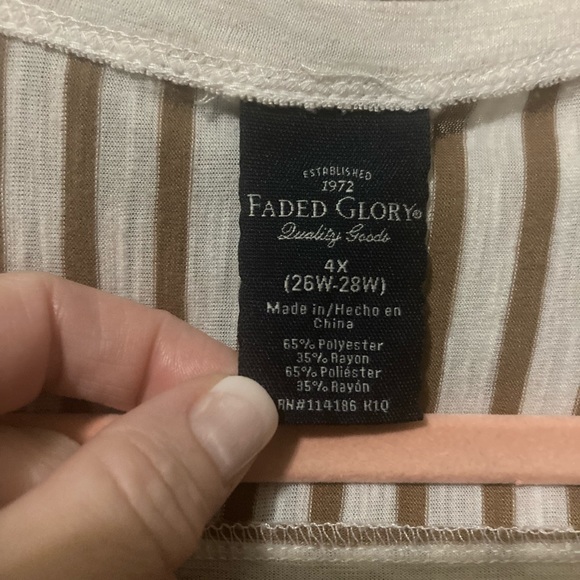 ESTABLISHED
1972
FADED GLORY®
Quality Goods
4X
(26W-28W)
Made in/Hecho en
China
65% Polyester
35% Rayon
65% Poliéster
35% Rayón
RN#114186 K1Q